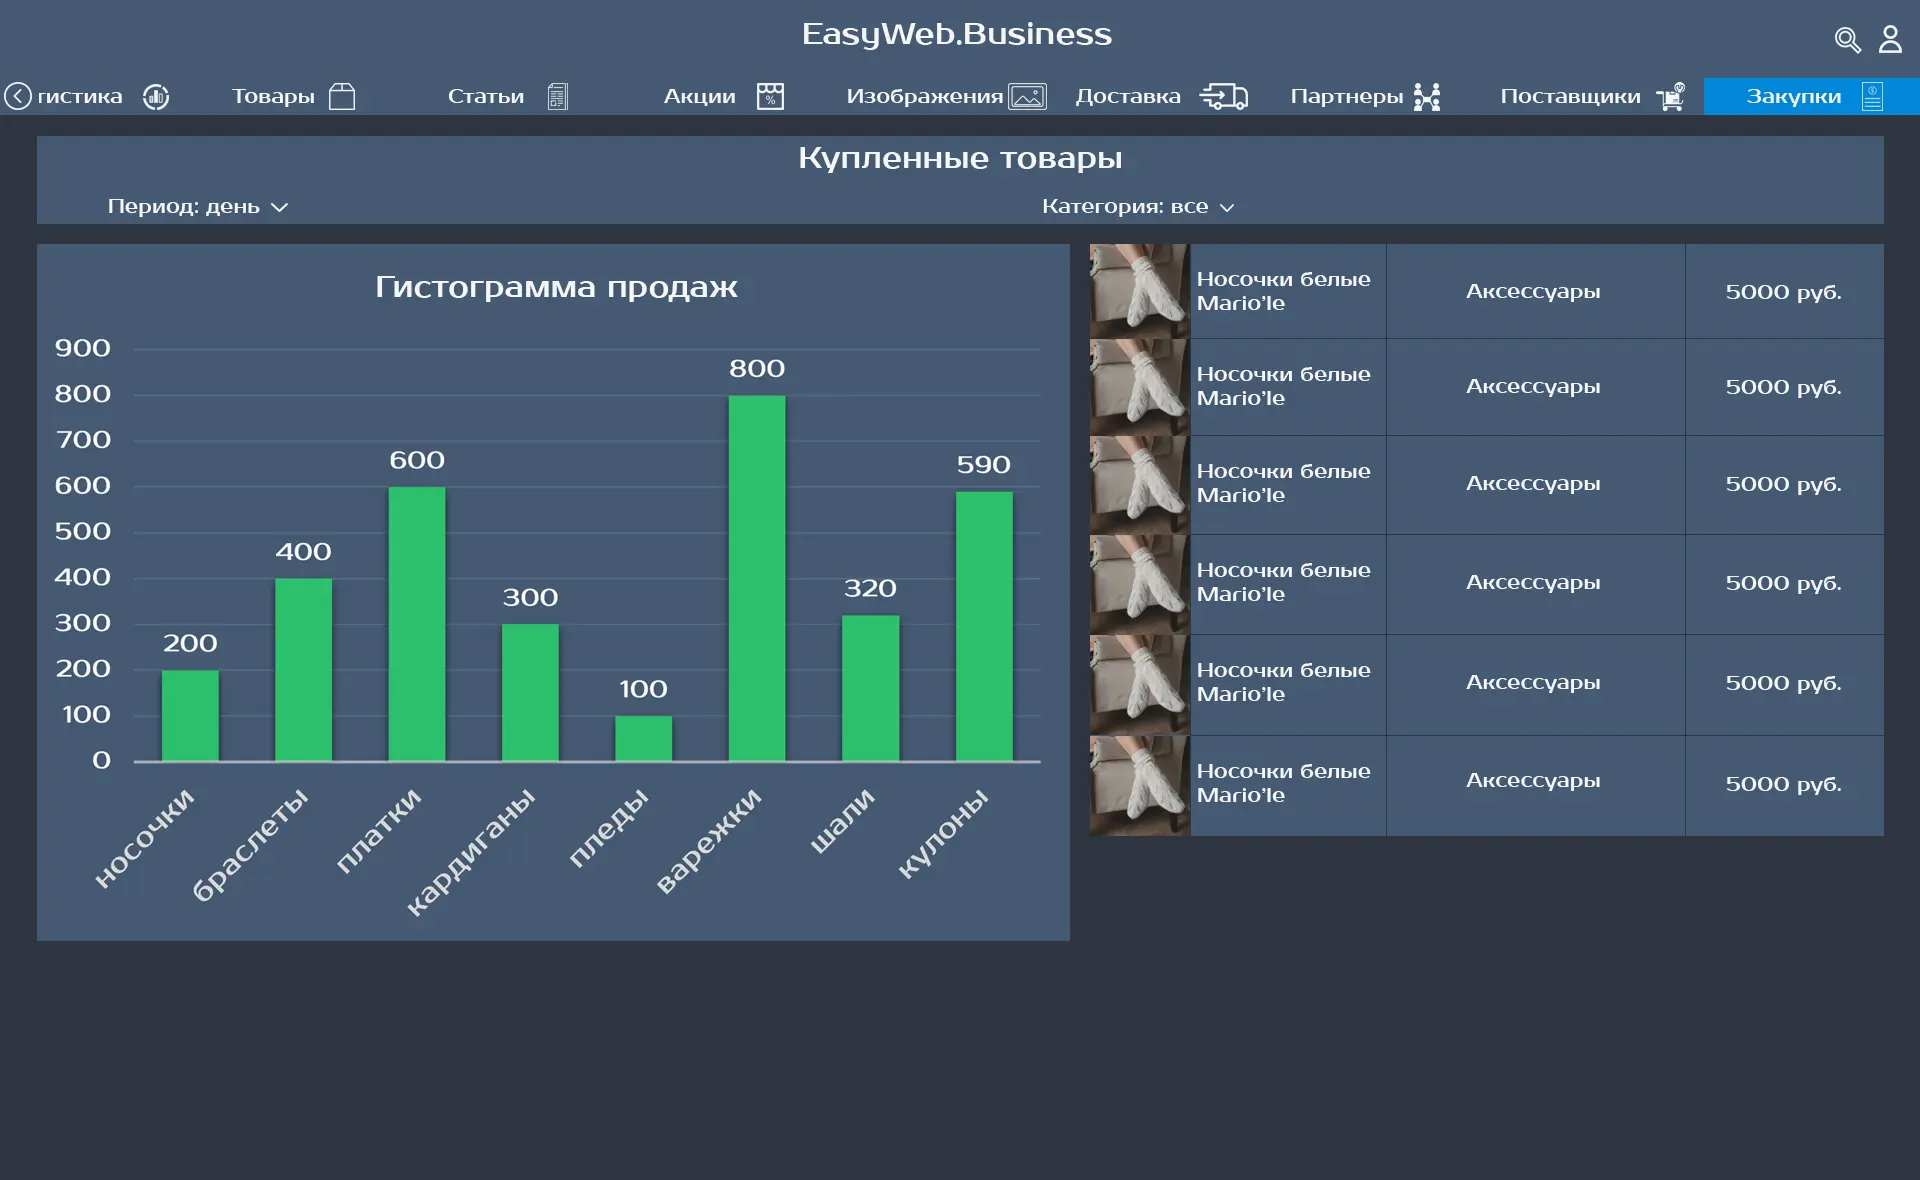 EasyWeb.Business
гистика
Товары
Статьи
Акции
%
Изображения
Доставка
Партнеры
Поставщики
Закупки
Купленные товары
Период: день
Категория: все
Гистограмма продаж
900
800
700
600
500
400
300
200
100
0
200
400
600
300
100
800
320
590
носочки
браслеты
платки
кардиганы
пледы
варежки
шали
кулоны
Носочки белые
Mario’le
Аксессуары
5000 руб.
Носочки белые
Mario’le
Аксессуары
5000 руб.
Носочки белые
Mario’le
Аксессуары
5000 руб.
Носочки белые
Mario’le
Аксессуары
5000 руб.
Носочки белые
Mario’le
Аксессуары
5000 руб.
Носочки белые
Mario’le
Аксессуары
5000 руб.